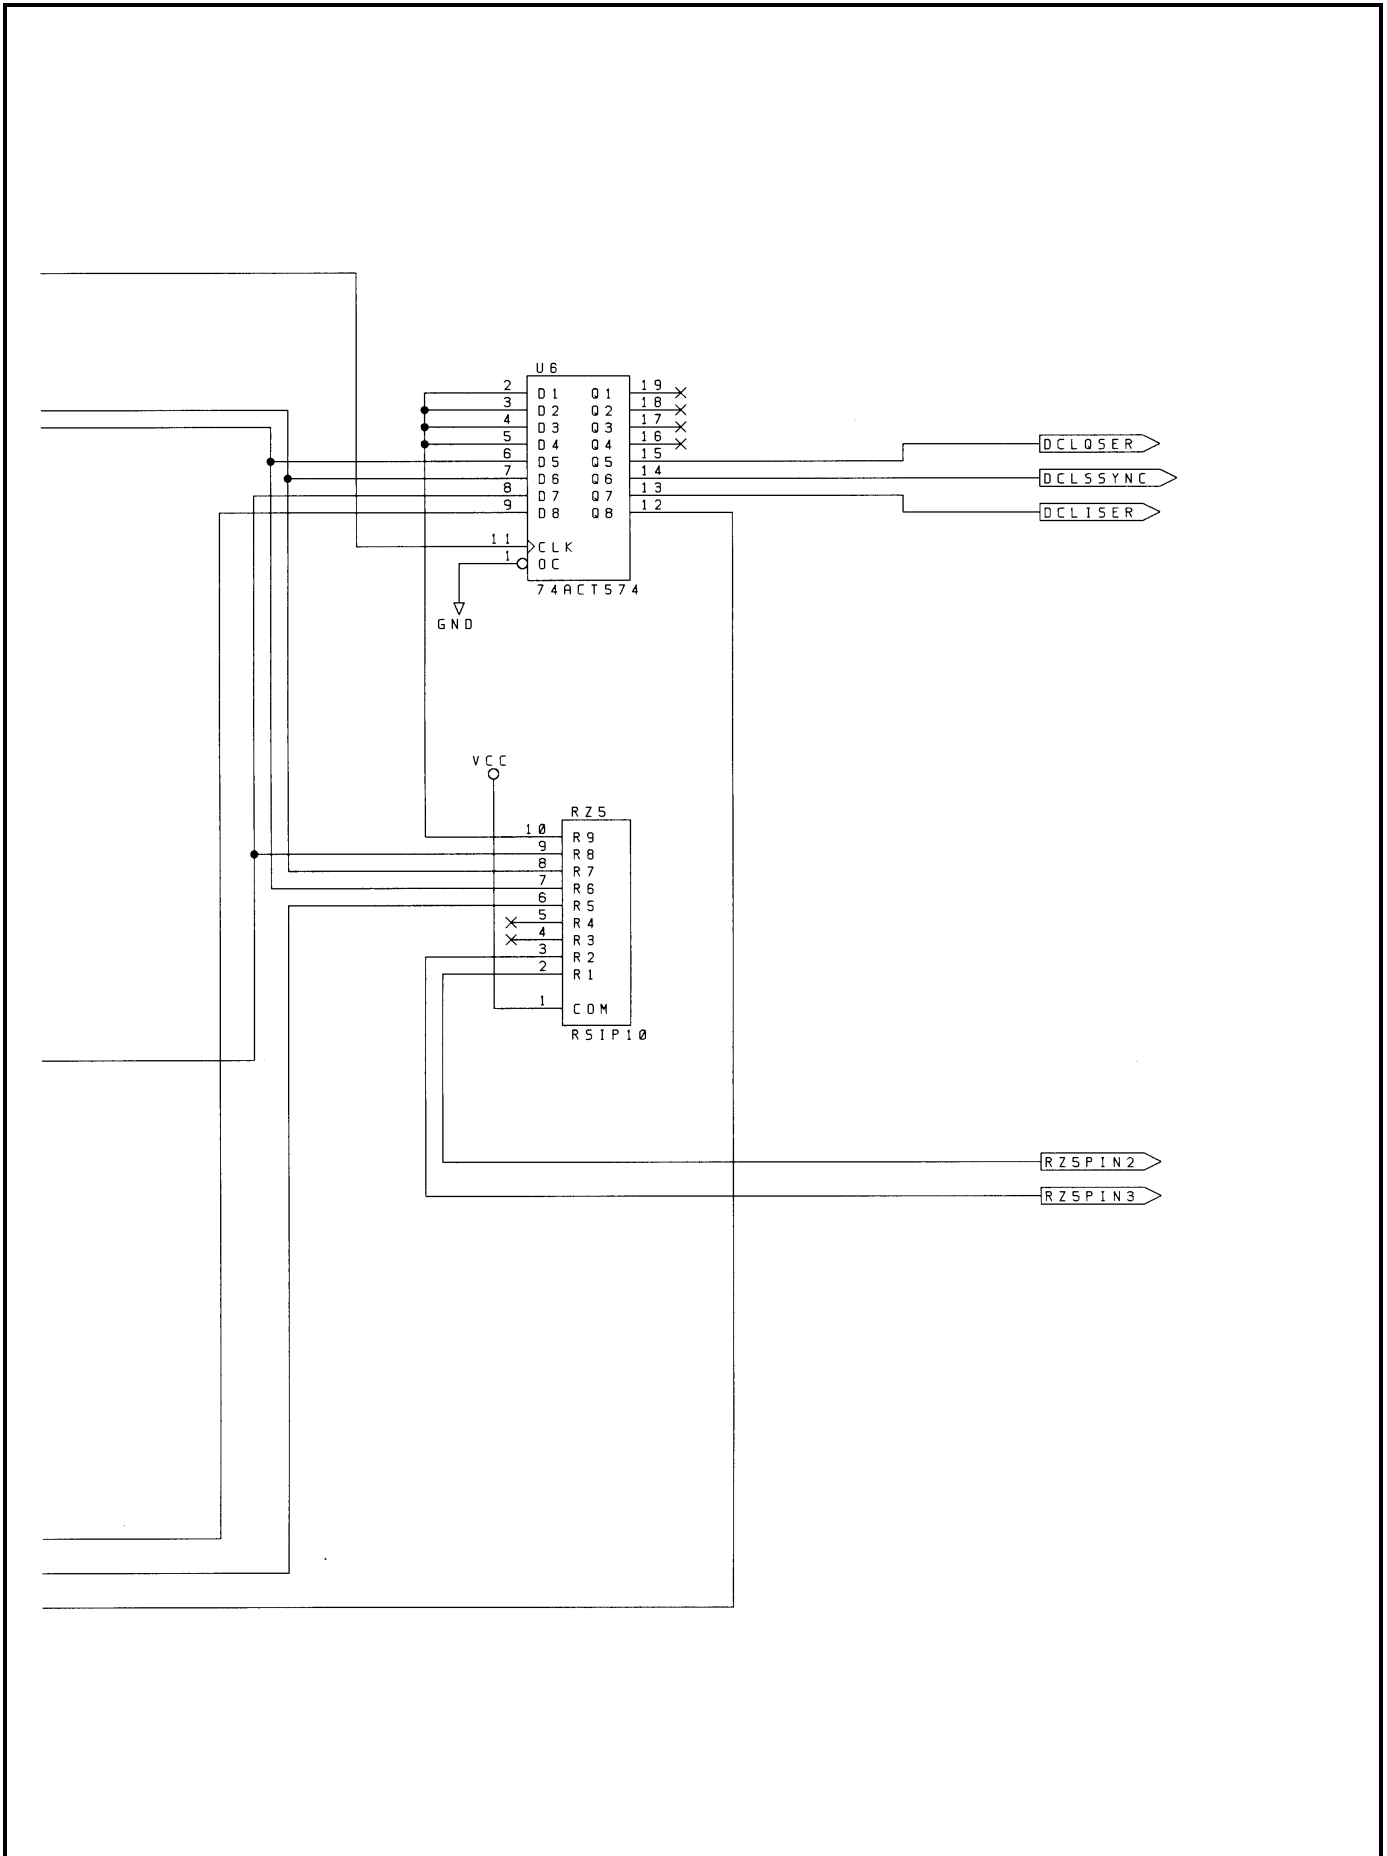 U6
2 D1 Q1 19
3 D2 Q2 18
4 D3 Q3 17
5 D4 Q4 16
6 D5 Q5 15
7 D6 Q6 14
8 D7 Q7 13
9 D8 Q8 12
DCLQSER
DCLSSYNC
DCLISER
11 CLK
1 OC
74ACT574
GND
VCC
RZ5
10 R9
9 R8
8 R7
7 R6
6 R5
5 R4
4 R3
3 R2
2 R1
1 COM
RSIP10
RZ5PIN2
RZ5PIN3